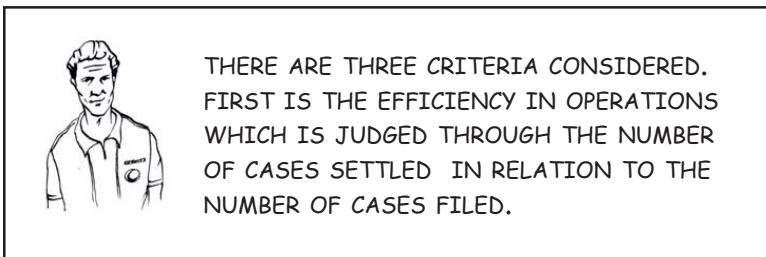 THERE ARE THREE CRITERIA CONSIDERED.
FIRST IS THE EFFICIENCY IN OPERATIONS
WHICH IS JUDGED THROUGH THE NUMBER
OF CASES SETTLED IN RELATION TO THE
NUMBER OF CASES FILED.